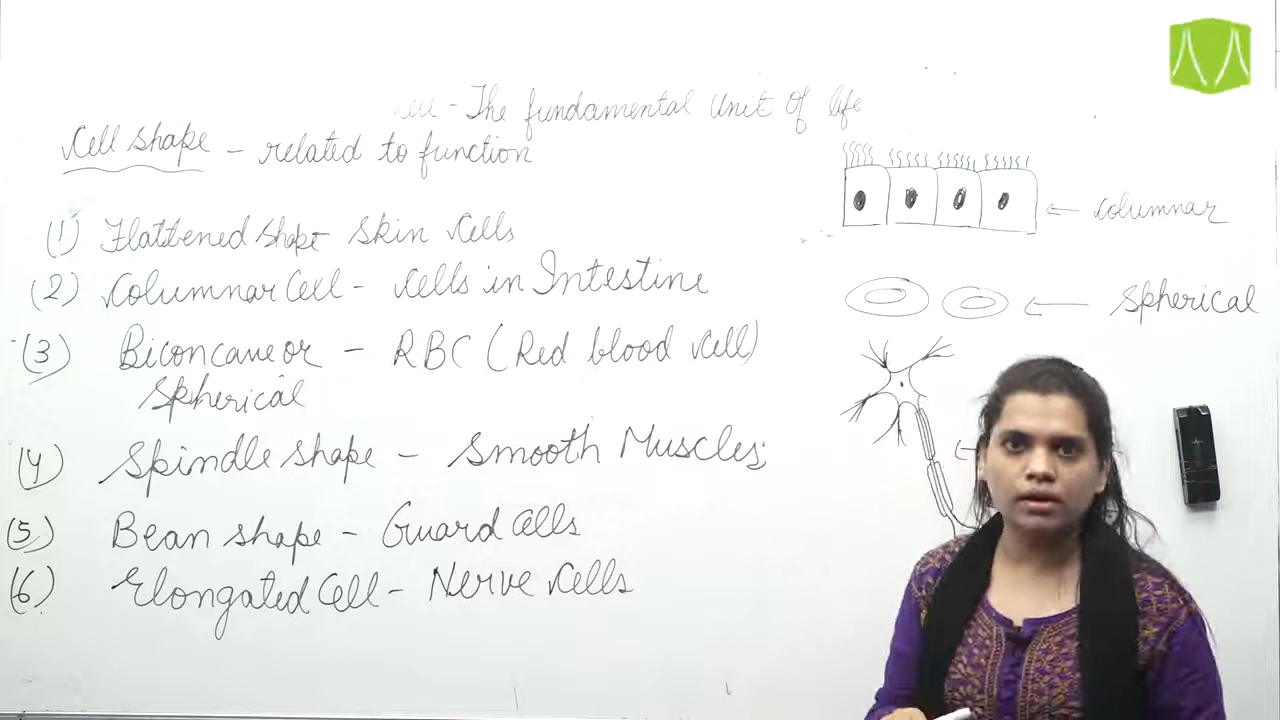 - The fundamental Unit Of life
Cell shape - related to function
(1) Flattened shape - Skin Cells
(2) Columnar Cell - Cells in Intestine
(3) Biconcave or - RBC (Red blood Cell)
Spherical
(4) Spindle shape - Smooth Muscles;
(5) Bean shape - Guard Cells
(6) Elongated Cell - Nerve Cells
← Columnar
← Spherical